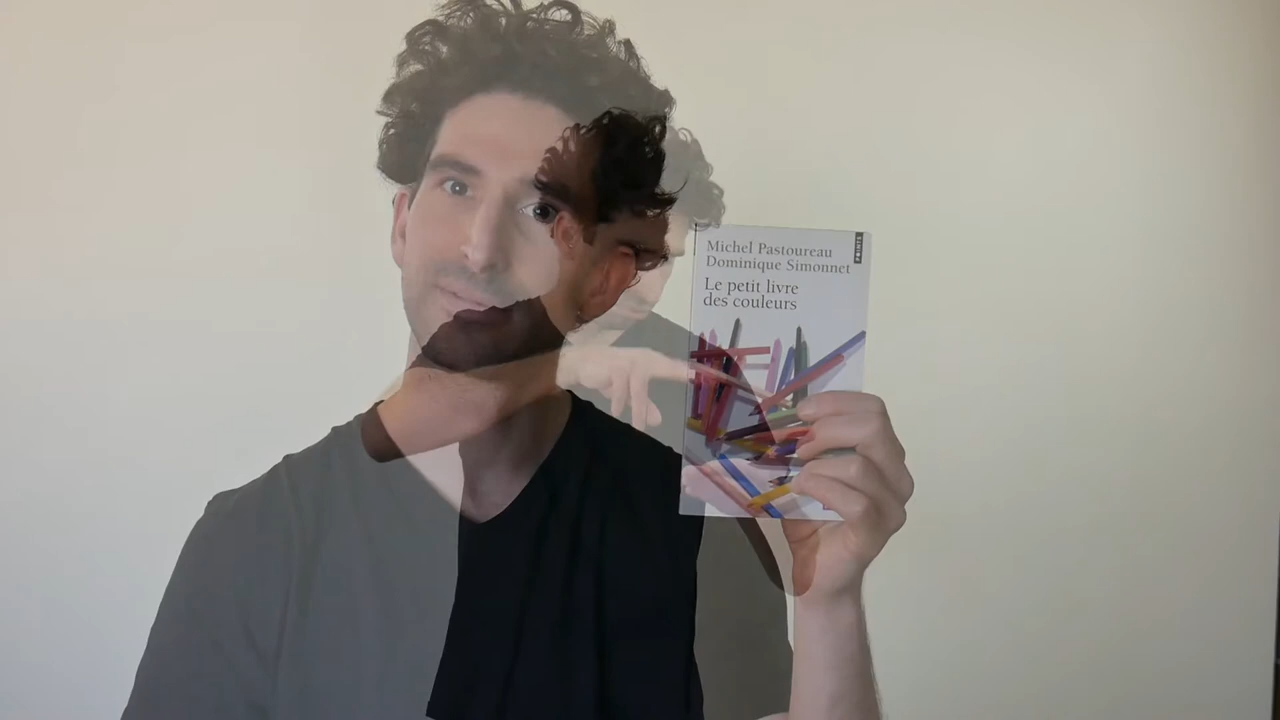 Michel Pastoureau
Dominique Simonnet
Le petit livre
des couleurs
POINTS